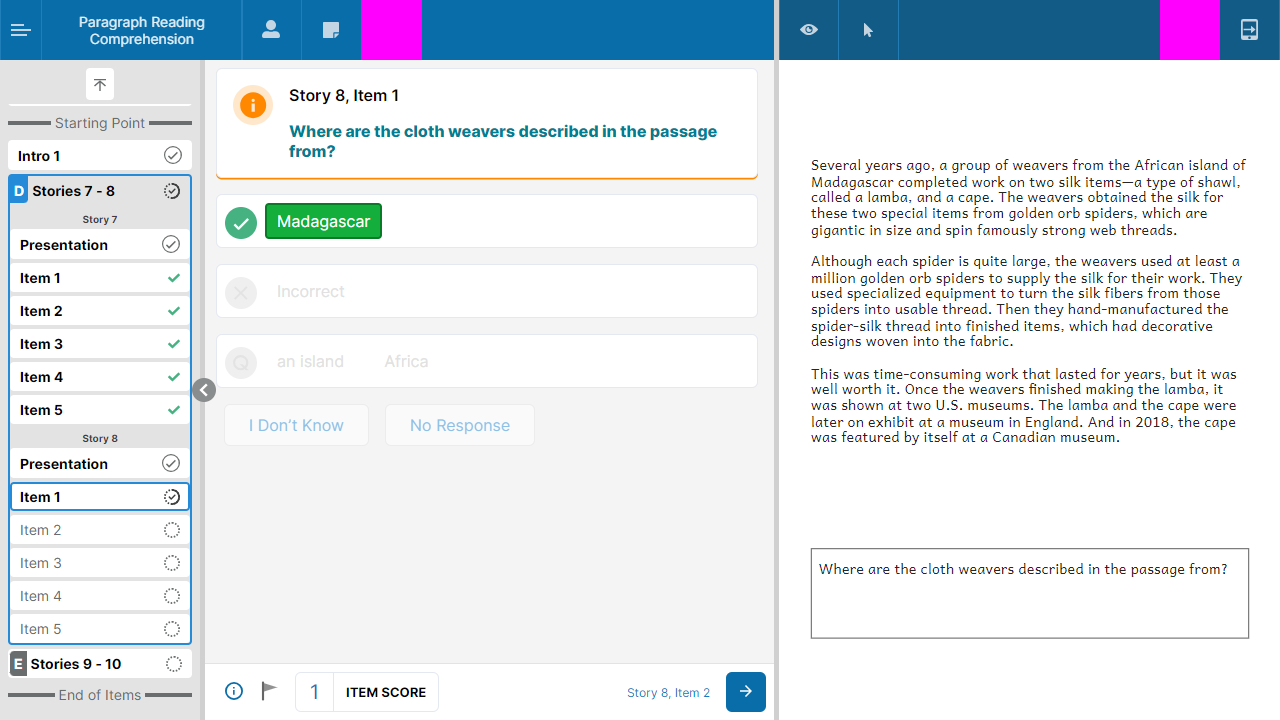 Paragraph Reading
Comprehension
Starting Point
Intro 1
D Stories 7 - 8
Story 7
Presentation
Item 1
Item 2
Item 3
Item 4
Item 5
Story 8
Presentation
Item 1
Item 2
Item 3
Item 4
Item 5
E Stories 9 - 10
End of Items
Story 8, Item 1
Where are the cloth weavers described in the passage
from?
Madagascar
Incorrect
Q an island Africa
I Don't Know No Response
1 ITEM SCORE Story 8, Item 2
Several years ago, a group of weavers from the African island of
Madagascar completed work on two silk items—a type of shawl,
called a lamba, and a cape. The weavers obtained the silk for
these two special items from golden orb spiders, which are
gigantic in size and spin famously strong web threads.
Although each spider is quite large, the weavers used at least a
million golden orb spiders to supply the silk for their work. They
used specialized equipment to turn the silk fibers from those
spiders into usable thread. Then they hand-manufactured the
spider-silk thread into finished items, which had decorative
designs woven into the fabric.
This was time-consuming work that lasted for years, but it was
well worth it. Once the weavers finished making the lamba, it
was shown at two U.S. museums. The lamba and the cape were
later on exhibit at a museum in England. And in 2018, the cape
was featured by itself at a Canadian museum.
Where are the cloth weavers described in the passage from?